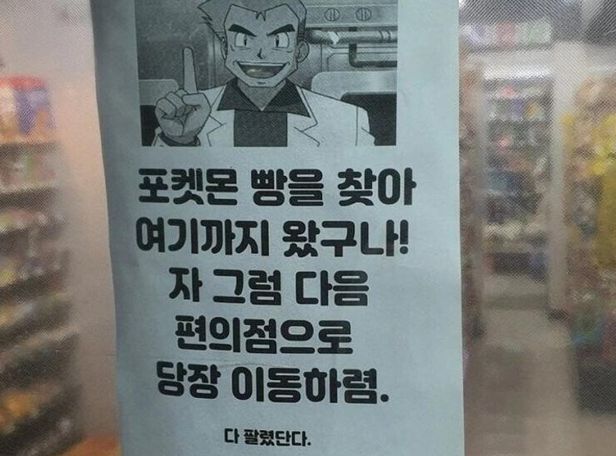 포켓몬 빵을 찾아
여기까지 왔구나!
자 그럼 다음
편의점으로
당장 이동하렴.
다 팔렸단다.